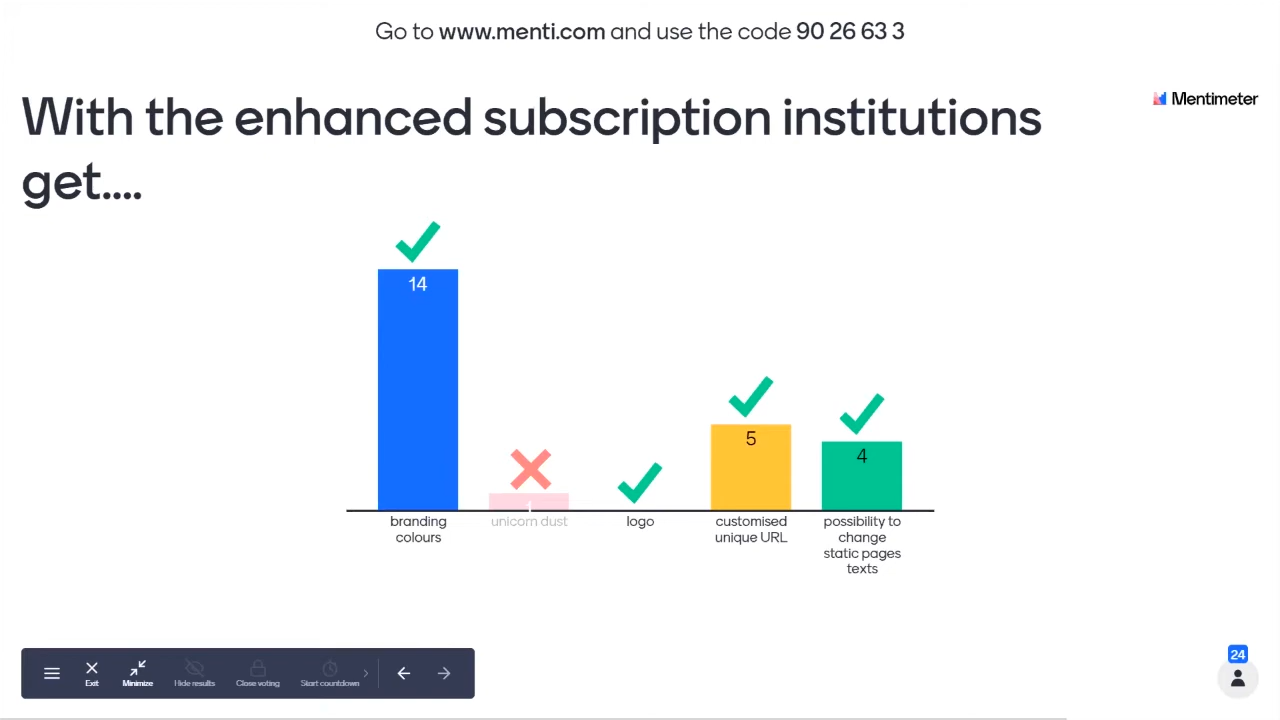 Go to www.menti.com and use the code 90 26 63 3
With the enhanced subscription institutions
get....
Mentimeter
14
1
5
4
branding
colours
unicorn dust
logo
customised
unique URL
possibility to
change
static pages
texts
Exit
Minimize
Hide results
Close voting
Start countdown
24